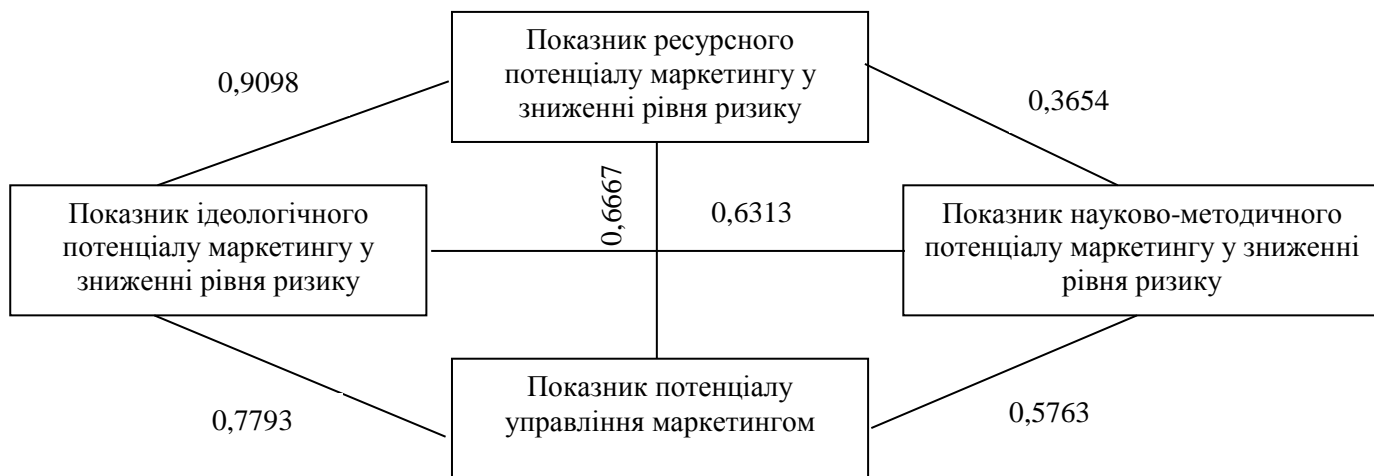 Показник ресурсного
потенціалу маркетингу у
зниженні рівня ризику
0,9098
0,3654
0,6667
0,6313
Показник ідеологічного
потенціалу маркетингу у
зниженні рівня ризику
Показник науково-методичного
потенціалу маркетингу у зниженні
рівня ризику
Показник потенціалу
управління маркетингом
0,7793
0,5763